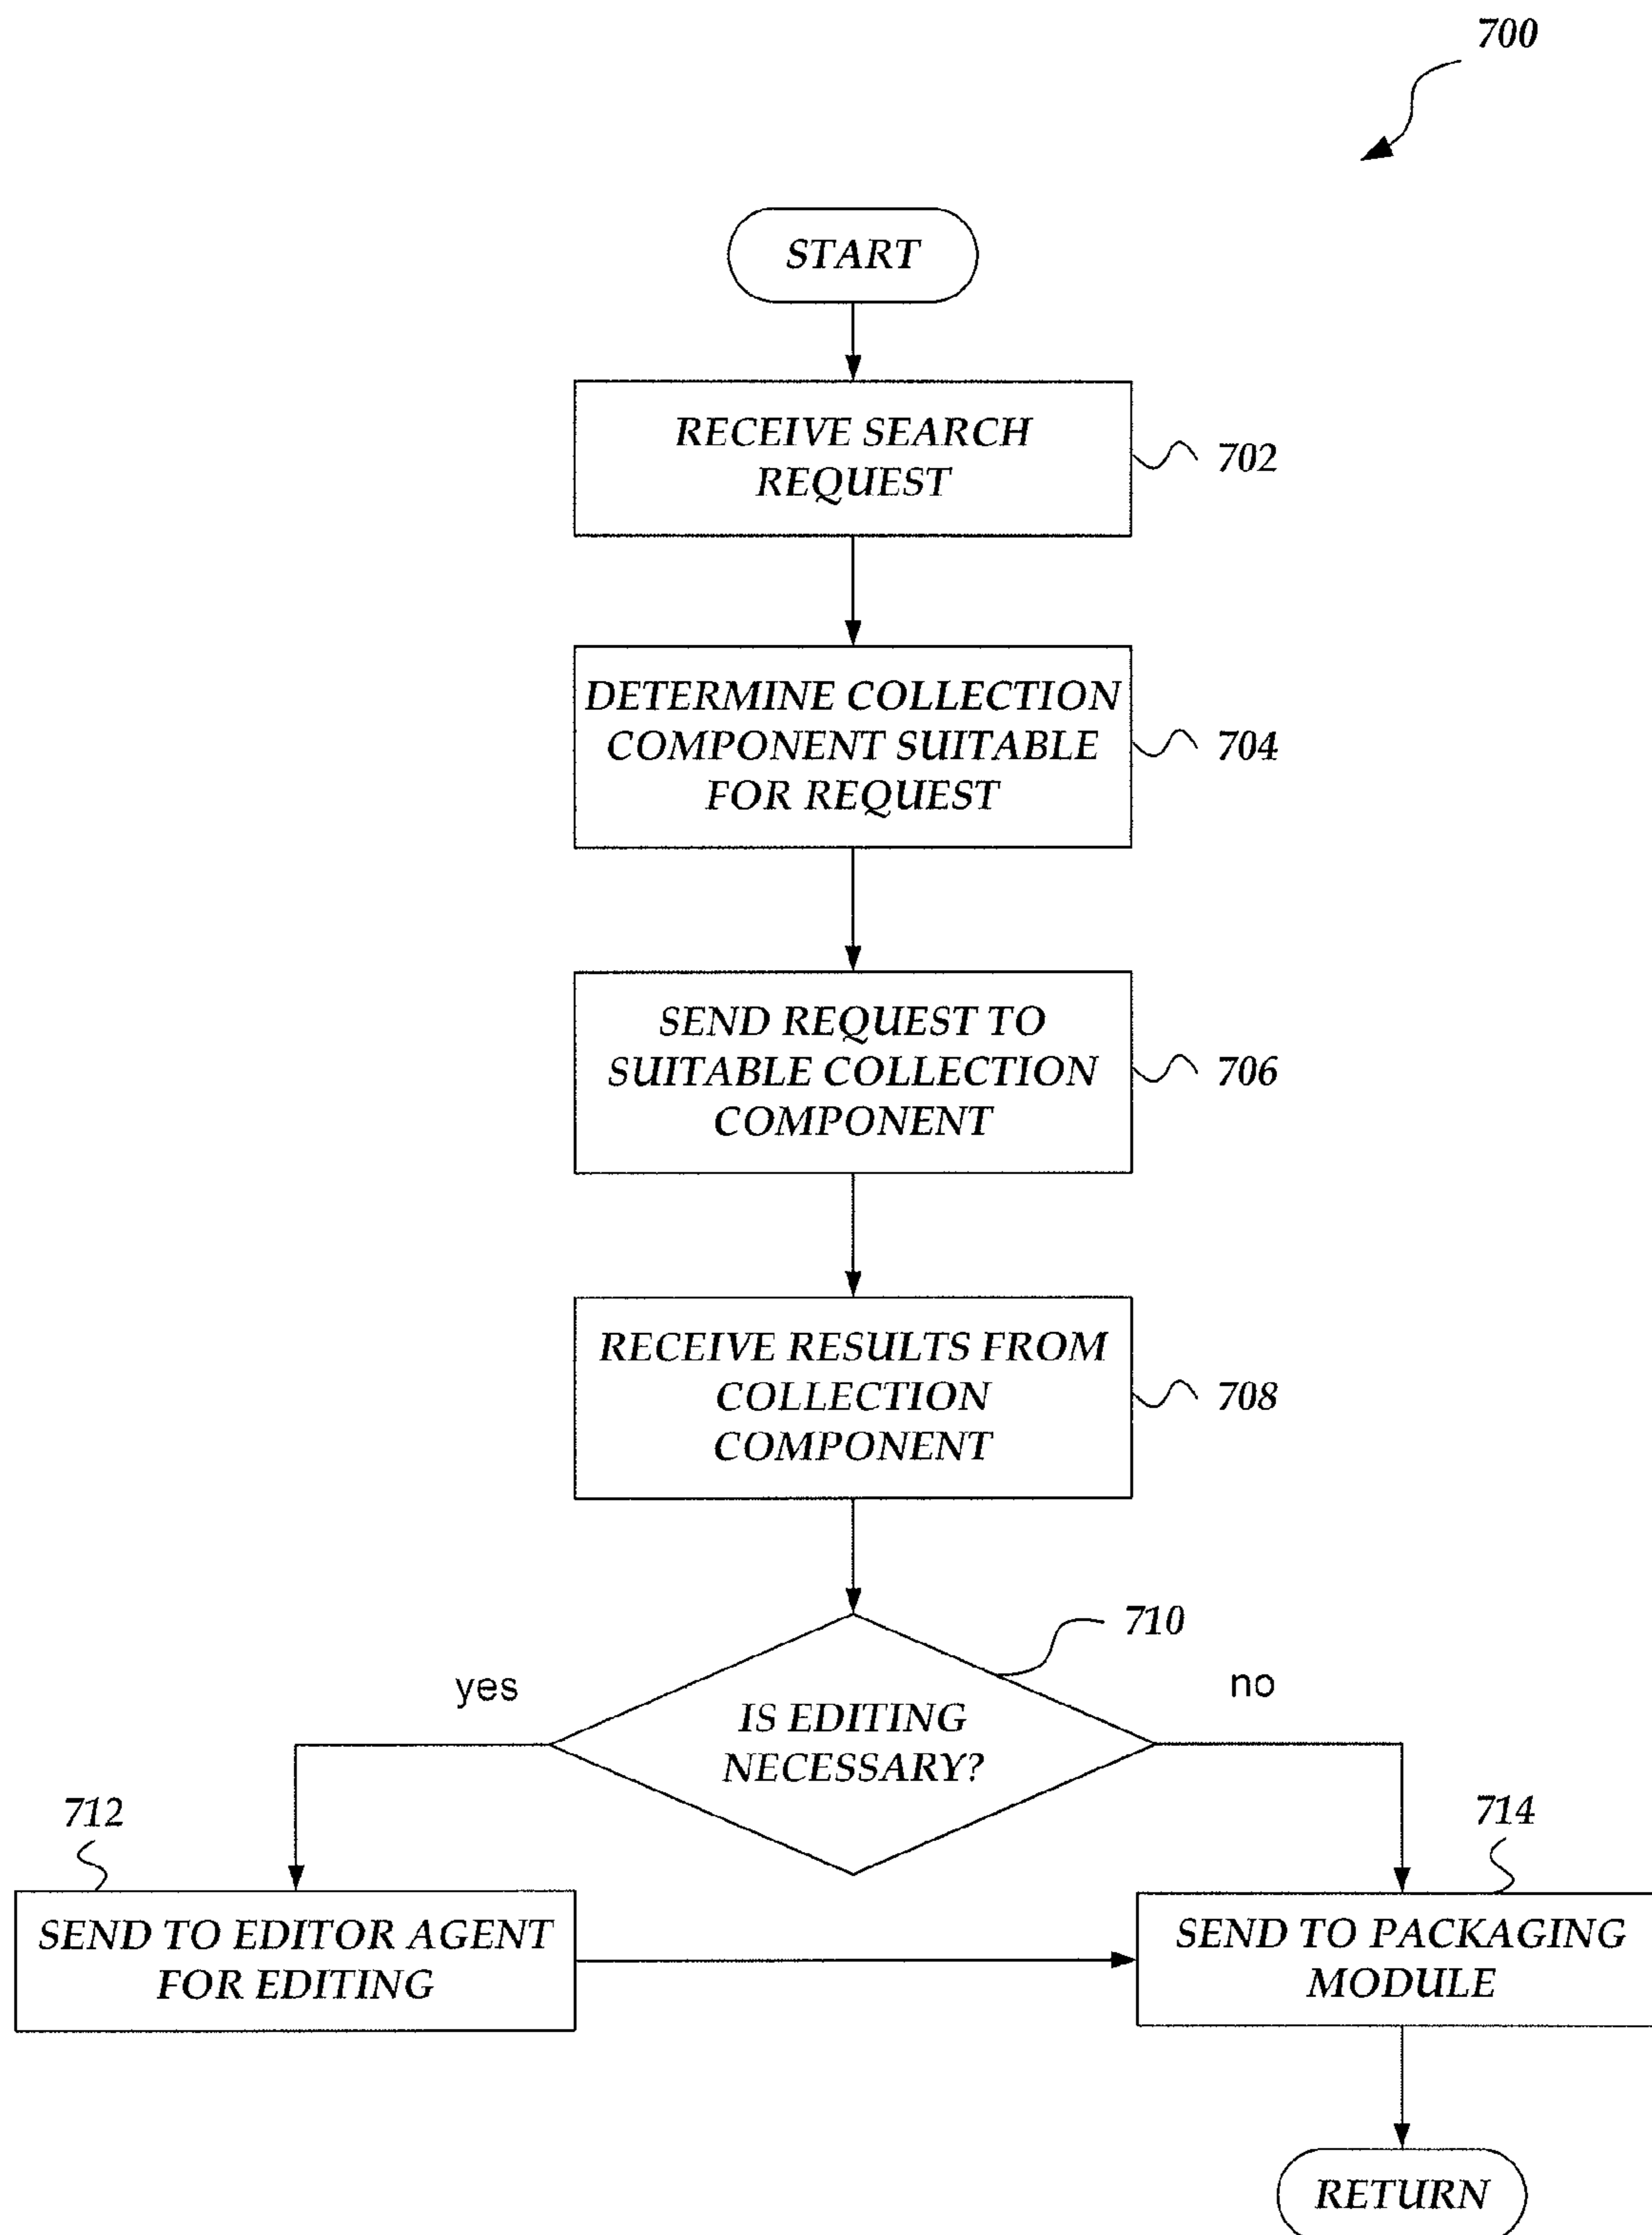 700
START
RECEIVE SEARCH
REQUEST
702
DETERMINE COLLECTION
COMPONENT SUITABLE
FOR REQUEST
704
SEND REQUEST TO
SUITABLE COLLECTION
COMPONENT
706
RECEIVE RESULTS FROM
COLLECTION
COMPONENT
708
710
yes
no
IS EDITING
NECESSARY?
712
714
SEND TO EDITOR AGENT
FOR EDITING
SEND TO PACKAGING
MODULE
RETURN